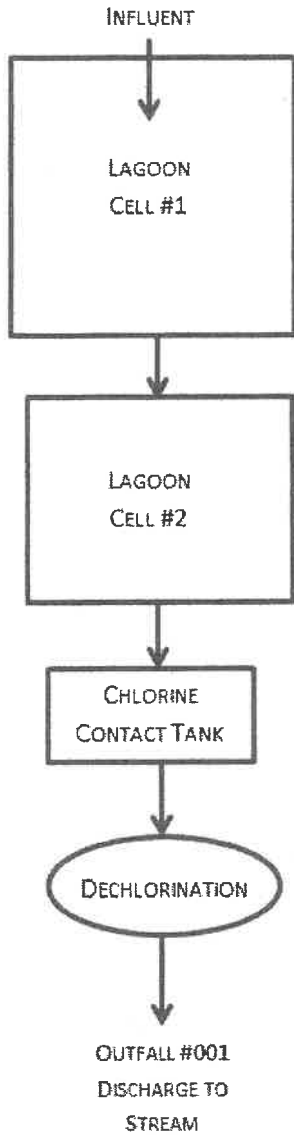 INFLUENT
LAGOON
CELL #1
LAGOON
CELL #2
CHLORINE
CONTACT TANK
DECHLORINATION
OUTFALL #001
DISCHARGE TO
STREAM